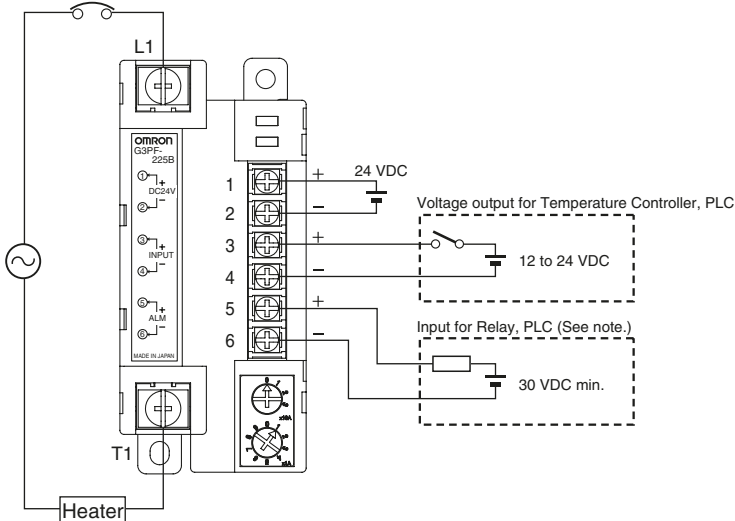 L1
OMRON
G3PF-
225B
1
+
DC24V
2
−
3
+
INPUT
4
−
5
+
ALM
6
−
MADE IN JAPAN
1
+
24 VDC
2
−
Voltage output for Temperature Controller, PLC
3
+
12 to 24 VDC
4
−
5
+
Input for Relay, PLC (See note.)
6
−
30 VDC min.
x10A
T1
Heater